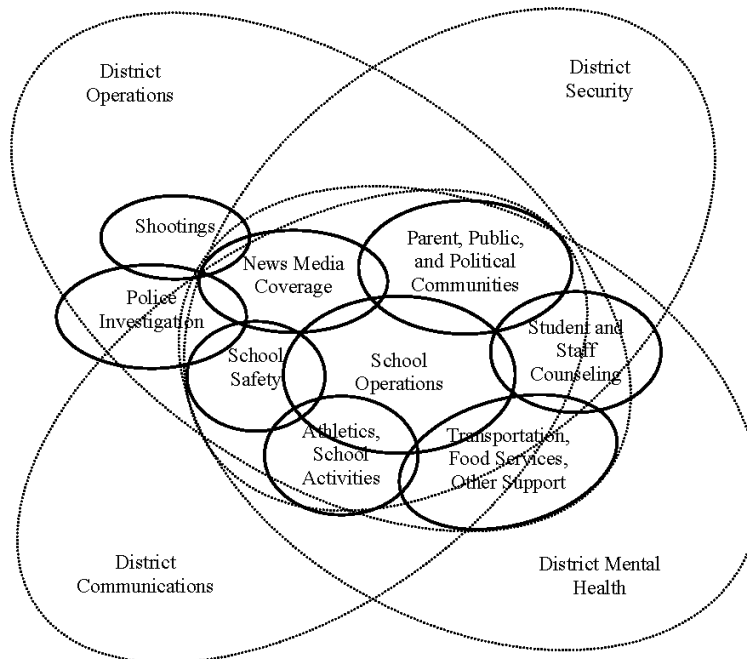 District
Operations
District
Security
Shootings
News Media
Coverage
Parent, Public,
and Political
Communities
Police
Investigation
School
Safety
School
Operations
Student and
Staff
Counseling
Athletics,
School
Activities
Transportation,
Food Services,
Other Support
District
Communications
District Mental
Health